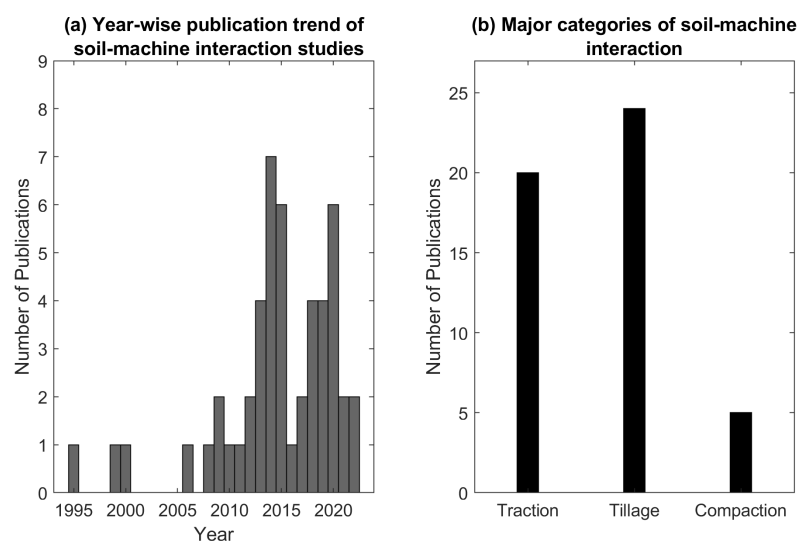 (a) Year-wise publication trend of
soil-machine interaction studies
9
8
7
6
5
4
3
2
1
0
Number of Publications
1995 2000 2005 2010 2015 2020
Year
(b) Major categories of soil-machine
interaction
25
20
15
10
5
0
Number of Publications
Traction Tillage Compaction